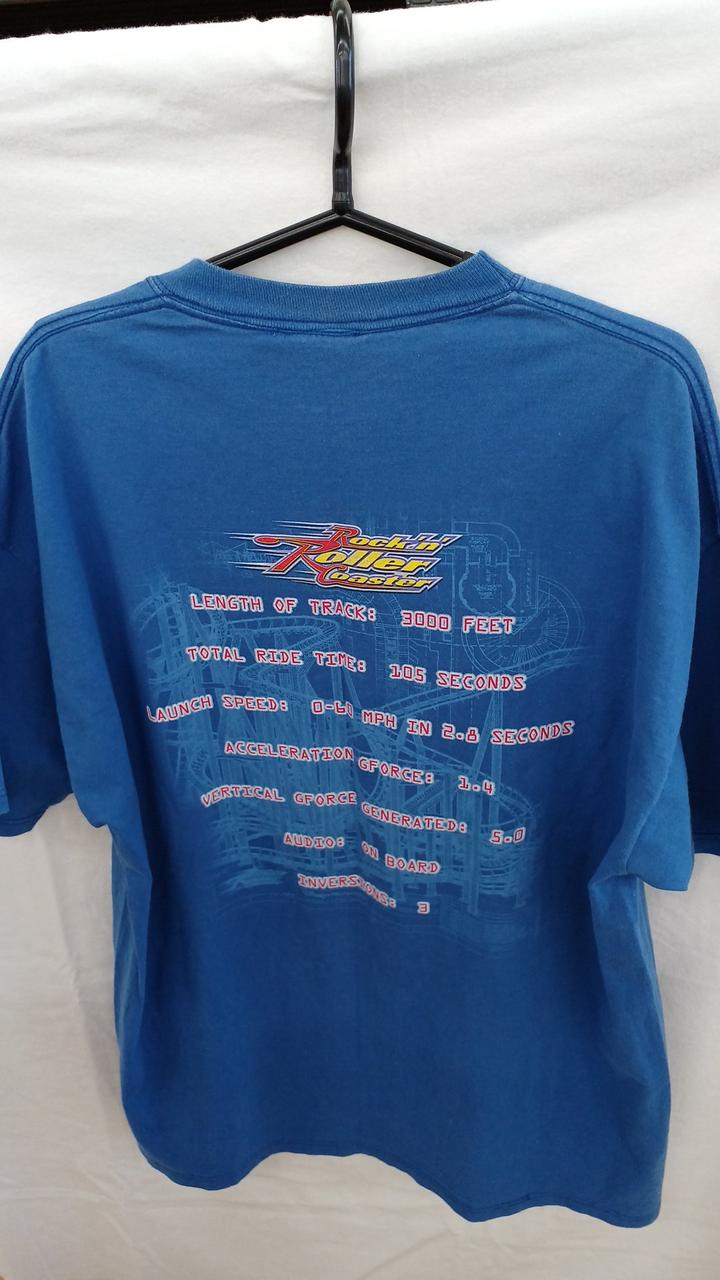 Rock n'
Roller
Coaster
LENGTH OF TRACK: 3000 FEET
TOTAL RIDE TIME: 105 SECONDS
LAUNCH SPEED: 0-60 MPH IN 2.8 SECONDS
ACCELERATION GFORCE: 1.4
VERTICAL GFORCE GENERATED: 5.0
AUDIO: ON BOARD
INVERSIONS: 3